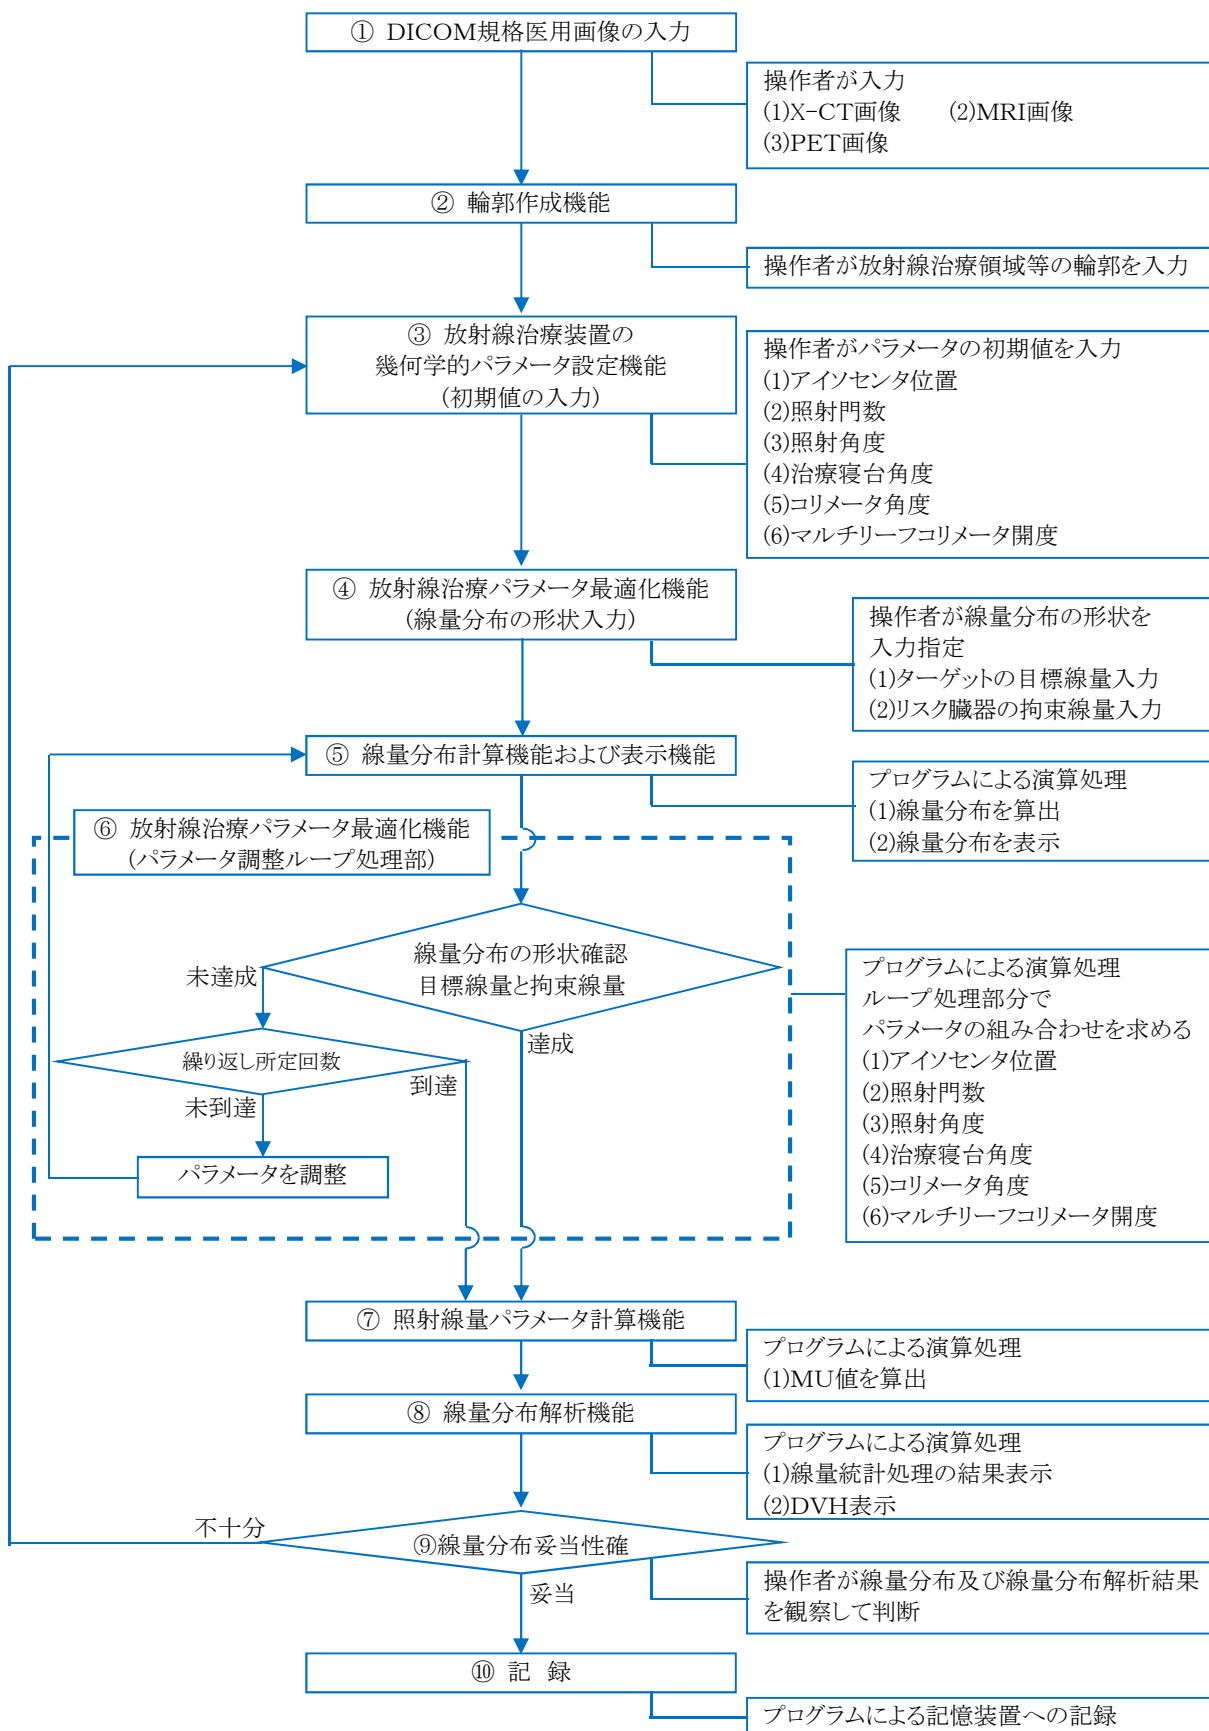 ① DICOM規格医用画像の入力
操作者が入力
(1)X-CT画像　(2)MRI画像
(3)PET画像
② 輪郭作成機能
操作者が放射線治療領域等の輪郭を入力
③ 放射線治療装置の
幾何学的パラメータ設定機能
(初期値の入力)
操作者がパラメータの初期値を入力
(1)アイソセンタ位置
(2)照射門数
(3)照射角度
(4)治療寝台角度
(5)コリメータ角度
(6)マルチリーフコリメータ開度
④ 放射線治療パラメータ最適化機能
(線量分布の形状入力)
操作者が線量分布の形状を
入力指定
(1)ターゲットの目標線量入力
(2)リスク臓器の拘束線量入力
⑤ 線量分布計算機能および表示機能
プログラムによる演算処理
(1)線量分布を算出
(2)線量分布を表示
⑥ 放射線治療パラメータ最適化機能
(パラメータ調整ループ処理部)
線量分布の形状確認
目標線量と拘束線量
未達成
達成
繰り返し所定回数
到達
未到達
パラメータを調整
プログラムによる演算処理
ループ処理部分で
パラメータの組み合わせを求める
(1)アイソセンタ位置
(2)照射門数
(3)照射角度
(4)治療寝台角度
(5)コリメータ角度
(6)マルチリーフコリメータ開度
⑦ 照射線量パラメータ計算機能
プログラムによる演算処理
(1)MU値を算出
⑧ 線量分布解析機能
プログラムによる演算処理
(1)線量統計処理の結果表示
(2)DVH表示
不十分
⑨線量分布妥当性確
妥当
操作者が線量分布及び線量分布解析結果
を観察して判断
⑩ 記 録
プログラムによる記憶装置への記録